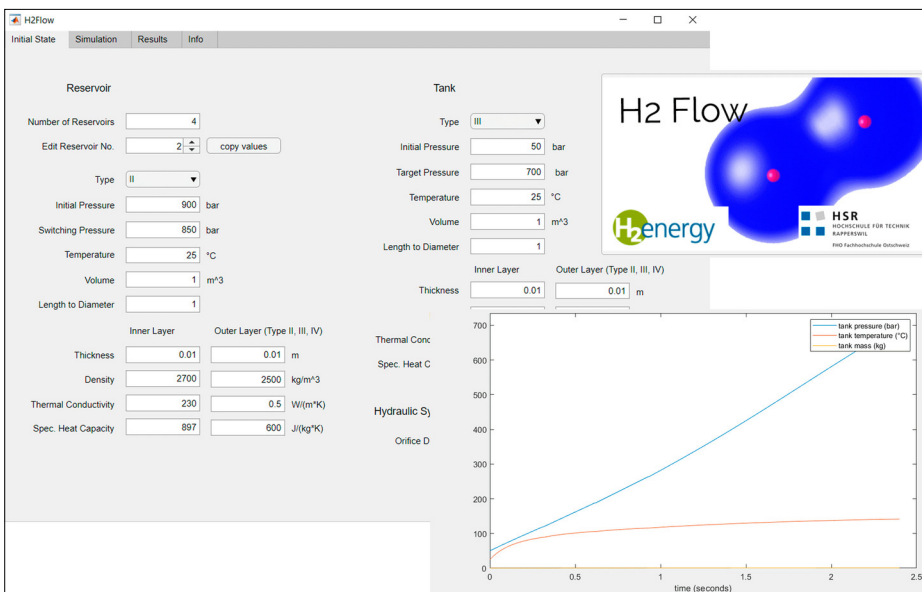 H2Flow
Initial State Simulation Results Info
Reservoir
Number of Reservoirs 4
Edit Reservoir No. 2 copy values
Type II
Initial Pressure 900 bar
Switching Pressure 850 bar
Temperature 25 °C
Volume 1 m^3
Length to Diameter 1
Inner Layer Outer Layer (Type II, III, IV)
Thickness 0.01 0.01 m
Density 2700 2500 kg/m^3
Thermal Conductivity 230 0.5 W/(m*K)
Spec. Heat Capacity 897 600 J/(kg*K)
Tank
Type III
Initial Pressure 50 bar
Target Pressure 700 bar
Temperature 25 °C
Volume 1 m^3
Length to Diameter 1
Inner Layer Outer Layer (Type II, III, IV)
Thickness 0.01 0.01 m
Thermal Conc
Spec. Heat C
Hydraulic Sy
Orifice D
H2 Flow
H2energy
HSR
HOCHSCHULE FÜR TECHNIK
RAPPERSWIL
FHO Fachhochschule Ostschweiz
tank pressure (bar)
tank temperature (°C)
tank mass (kg)
700
600
500
400
300
200
100
0
0 0.5 1 1.5 2 2.5
time (seconds)